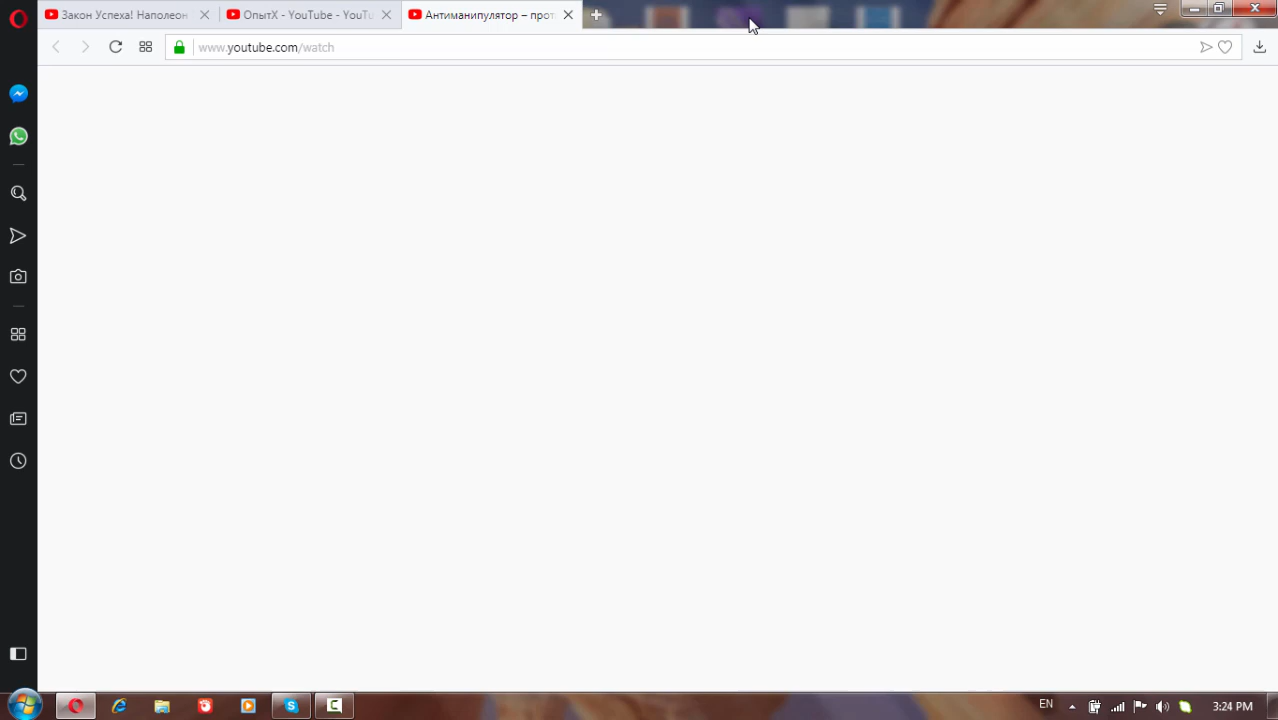 Закон Успеха! Наполеон
ОпытX - YouTube - YouTu
Антиманипулятор – прот
www.youtube.com/watch
EN
3:24 PM